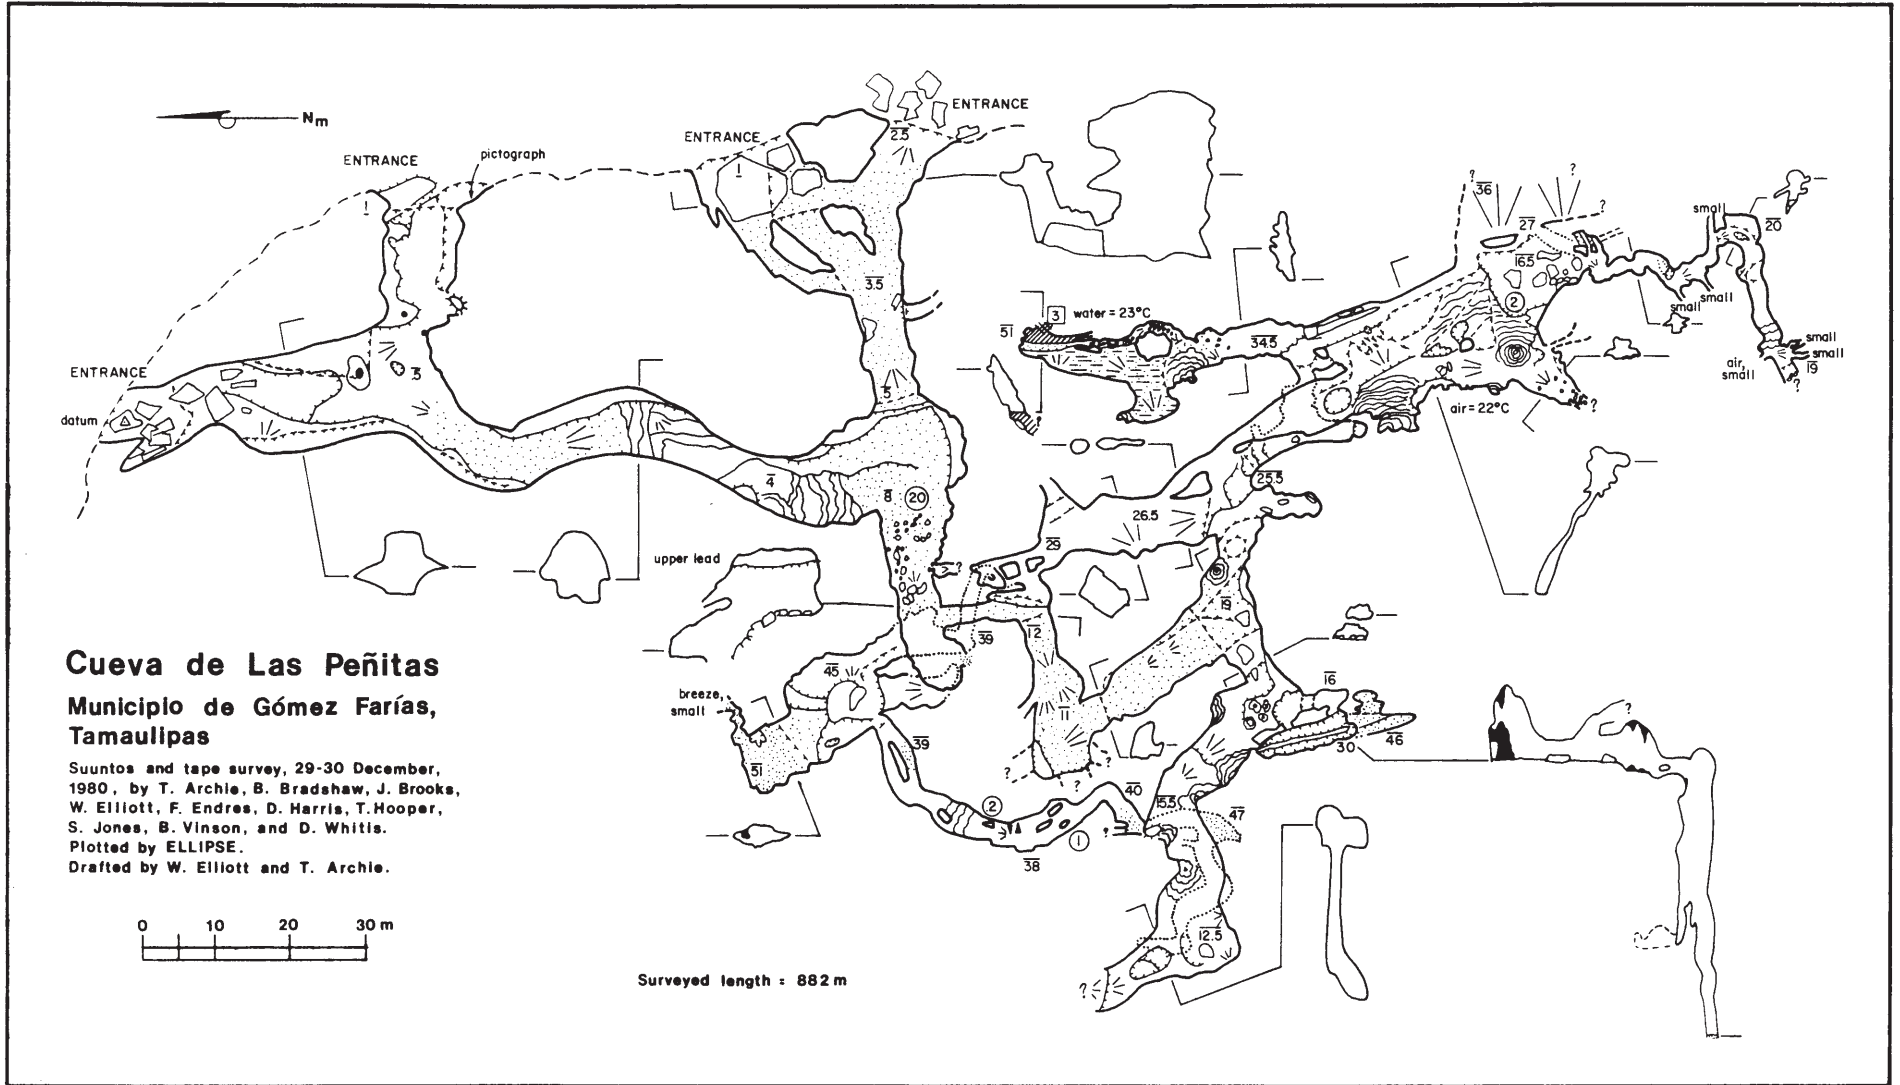 ENTRANCE
2.5
Nm
ENTRANCE
1
ENTRANCE
pictograph
1
3.5
36
?
?
?
27
16.5
2
small
20
small
small
small
small
air, small
19
?
51
3
water = 23°C
34.5
air = 22°C
?
ENTRANCE
datum
5
5
4
8
20
25.5
26.5
29
?
upper lead
12
39
19
45
breeze,
small
51
11
16
30
46
?
?
?
?
39
2
38
1
?
40
15.5
47
12.5
?
Cueva de Las Peñitas
Municipio de Gómez Farías,
Tamaulipas
Suuntos and tape survey, 29-30 December,
1980, by T. Archie, B. Bradshaw, J. Brooks,
W. Elliott, F. Endres, D. Harris, T. Hooper,
S. Jones, B. Vinson, and D. Whitis.
Plotted by ELLIPSE.
Drafted by W. Elliott and T. Archie.
0 10 20 30 m
Surveyed length = 882 m